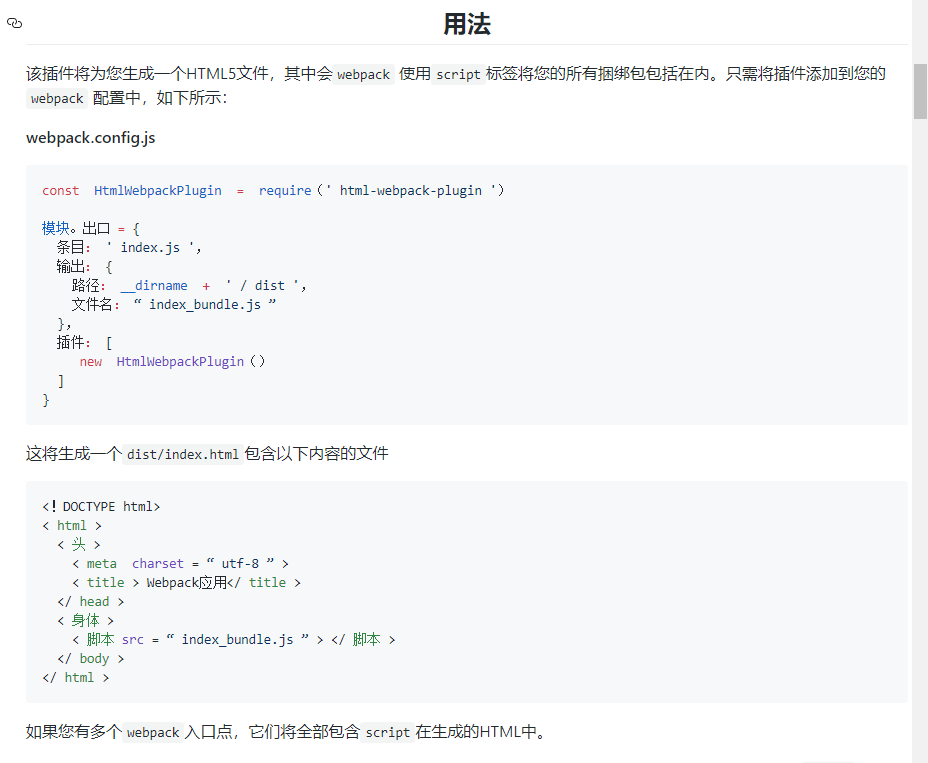 用法
该插件将为您生成一个HTML5文件，其中会 webpack 使用 script 标签将您的所有捆绑包包括在内。只需将插件添加到您的
webpack 配置中，如下所示：
webpack.config.js
const HtmlWebpackPlugin = require（' html-webpack-plugin '）
模块。出口 = {
条目： ' index.js '，
输出： {
路径： __dirname + ' / dist '，
文件名：“ index_bundle.js ”
}，
插件： [
new HtmlWebpackPlugin（）
]
}
这将生成一个 dist/index.html 包含以下内容的文件
<！DOCTYPE html>
< html >
< 头 >
< meta charset = “ utf-8 ” >
< title > Webpack应用</ title >
</ head >
< 身体 >
< 脚本 src = “ index_bundle.js ” > </ 脚本 >
</ body >
</ html >
如果您有多个 webpack 入口点，它们将全部包含 script 在生成的HTML中。